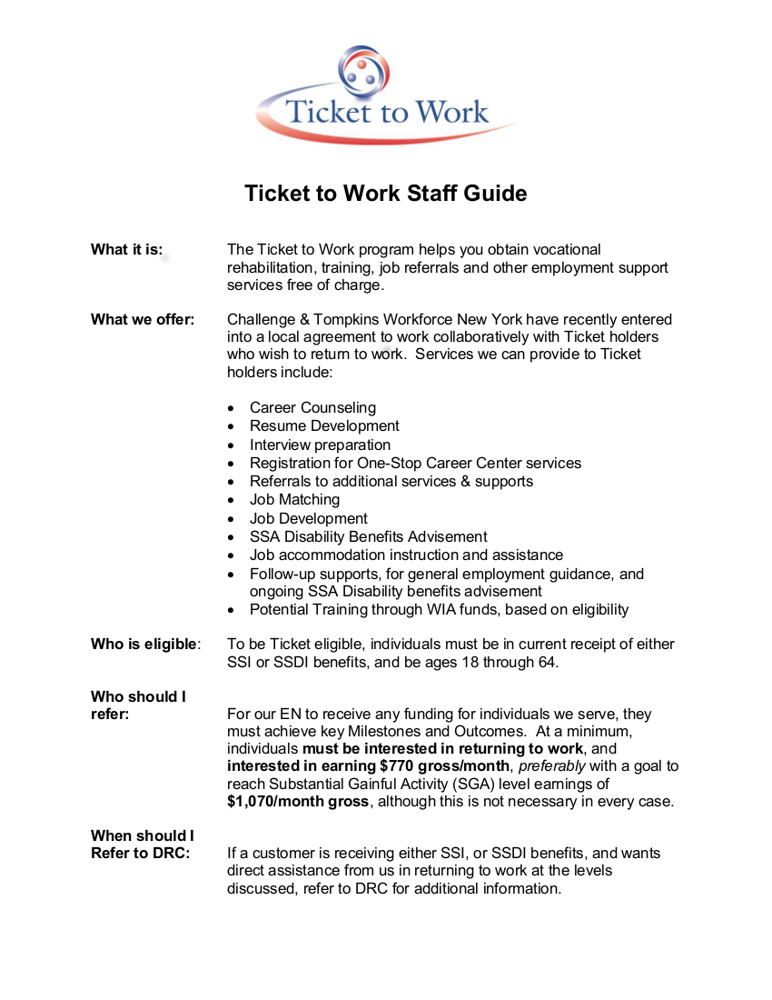 Ticket to Work
Ticket to Work Staff Guide
What it is: The Ticket to Work program helps you obtain vocational
rehabilitation, training, job referrals and other employment support
services free of charge.
What we offer: Challenge & Tompkins Workforce New York have recently entered
into a local agreement to work collaboratively with Ticket holders
who wish to return to work.  Services we can provide to Ticket
holders include:
• Career Counseling
• Resume Development
• Interview preparation
• Registration for One-Stop Career Center services
• Referrals to additional services & supports
• Job Matching
• Job Development
• SSA Disability Benefits Advisement
• Job accommodation instruction and assistance
• Follow-up supports, for general employment guidance, and
ongoing SSA Disability benefits advisement
• Potential Training through WIA funds, based on eligibility
Who is eligible: To be Ticket eligible, individuals must be in current receipt of either
SSI or SSDI benefits, and be ages 18 through 64.
Who should I
refer: For our EN to receive any funding for individuals we serve, they
must achieve key Milestones and Outcomes.  At a minimum,
individuals must be interested in returning to work, and
interested in earning $770 gross/month, preferably with a goal to
reach Substantial Gainful Activity (SGA) level earnings of
$1,070/month gross, although this is not necessary in every case.
When should I
Refer to DRC: If a customer is receiving either SSI, or SSDI benefits, and wants
direct assistance from us in returning to work at the levels
discussed, refer to DRC for additional information.